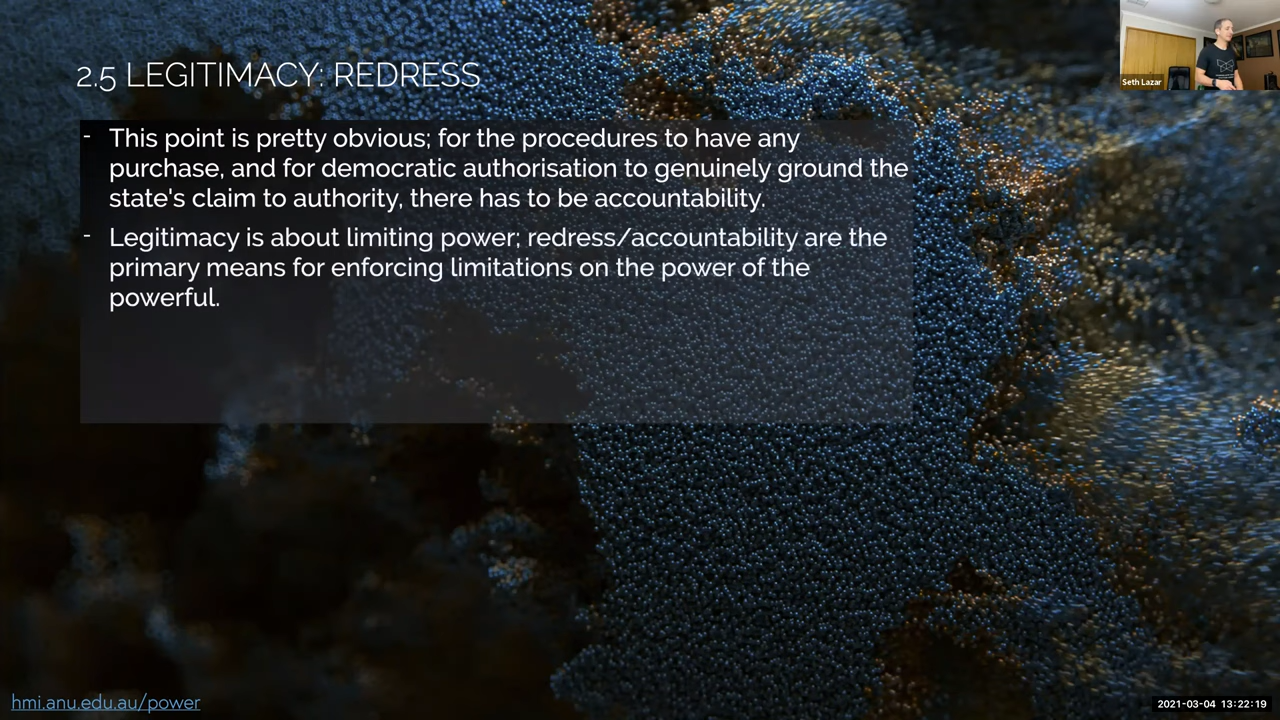 2.5 LEGITIMACY: REDRESS
Seth Lazar
- This point is pretty obvious; for the procedures to have any
purchase, and for democratic authorisation to genuinely ground the
state's claim to authority, there has to be accountability.
- Legitimacy is about limiting power; redress/accountability are the
primary means for enforcing limitations on the power of the
powerful.
hmi.anu.edu.au/power
2021-03-04 13:22:19